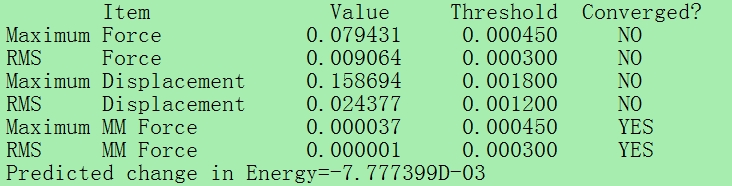 Item Value Threshold Converged?
Maximum Force 0.079431 0.000450 NO
RMS Force 0.009064 0.000300 NO
Maximum Displacement 0.158694 0.001800 NO
RMS Displacement 0.024377 0.001200 NO
Maximum MM Force 0.000037 0.000450 YES
RMS MM Force 0.000001 0.000300 YES
Predicted change in Energy=-7.777399D-03